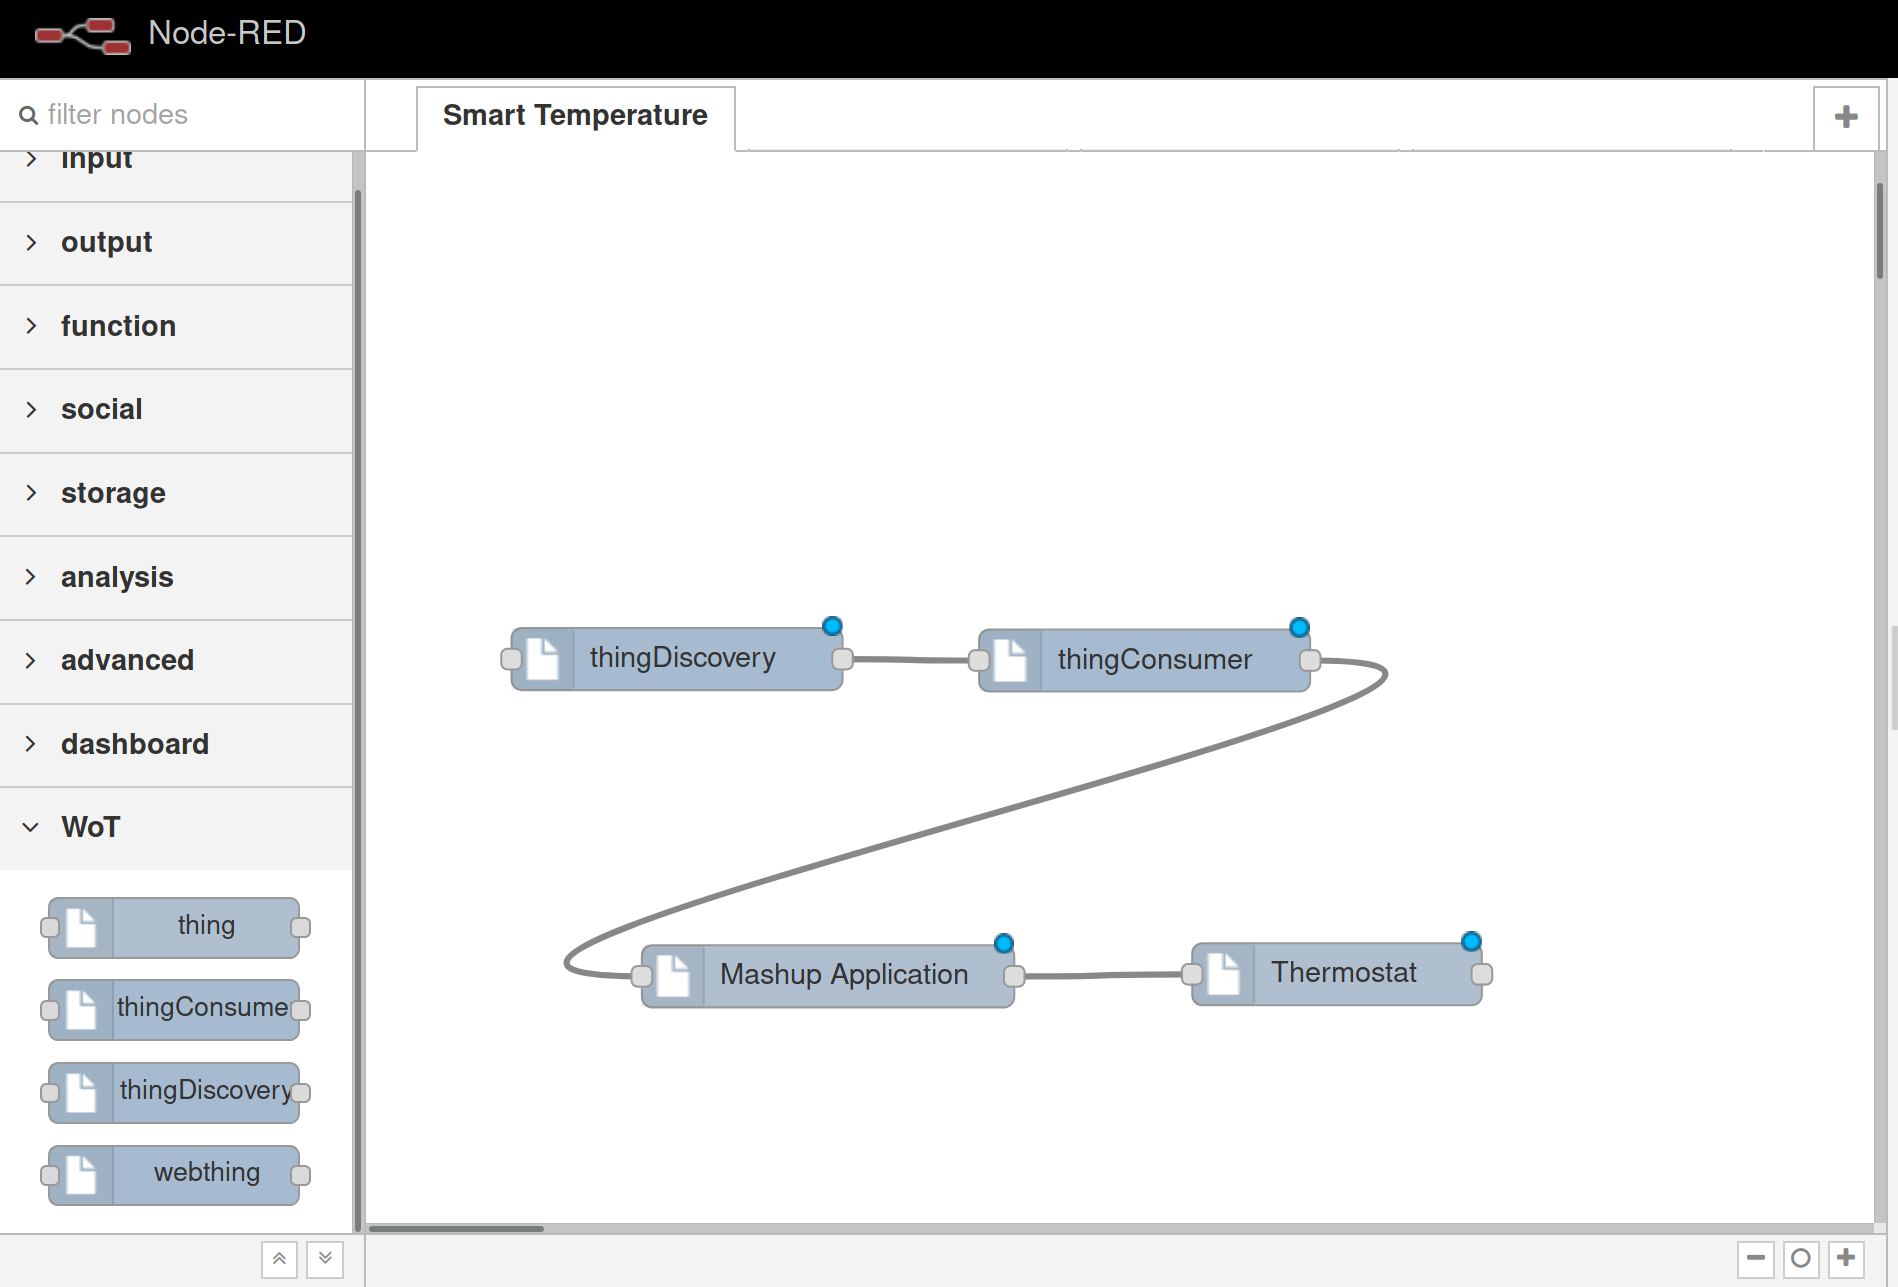 Node-RED
filter nodes
Smart Temperature
input
output
function
social
storage
analysis
advanced
dashboard
WoT
thing
thingConsume
thingDiscovery
webthing
thingDiscovery
thingConsumer
Mashup Application
Thermostat